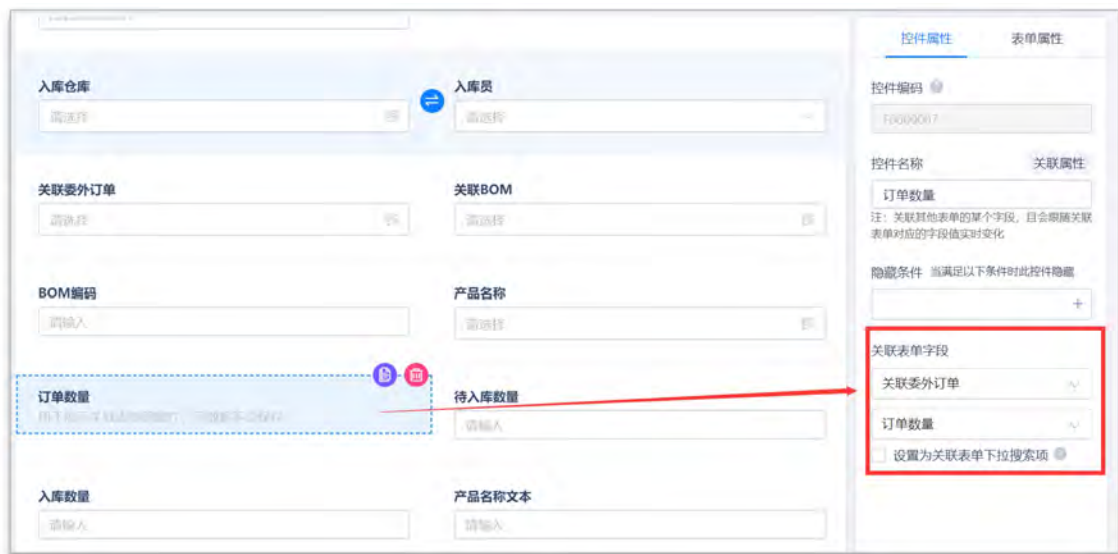 控件属性 表单属性
入库仓库 入库员
请选择 请选择
控件编码
关联委外订单 关联BOM
请选择 请选择
控件名称 关联属性
订单数量
注：关联其他表单的某个字段，且会跟随关联
表单对应的字段值实时变化
隐藏条件 当满足以下条件时此控件隐藏
BOM编码 产品名称
请输入 请选择
关联表单字段
关联委外订单
订单数量
设置为关联表单下拉搜索项
订单数量 待入库数量
请输入
入库数量 产品名称文本
请输入 请输入